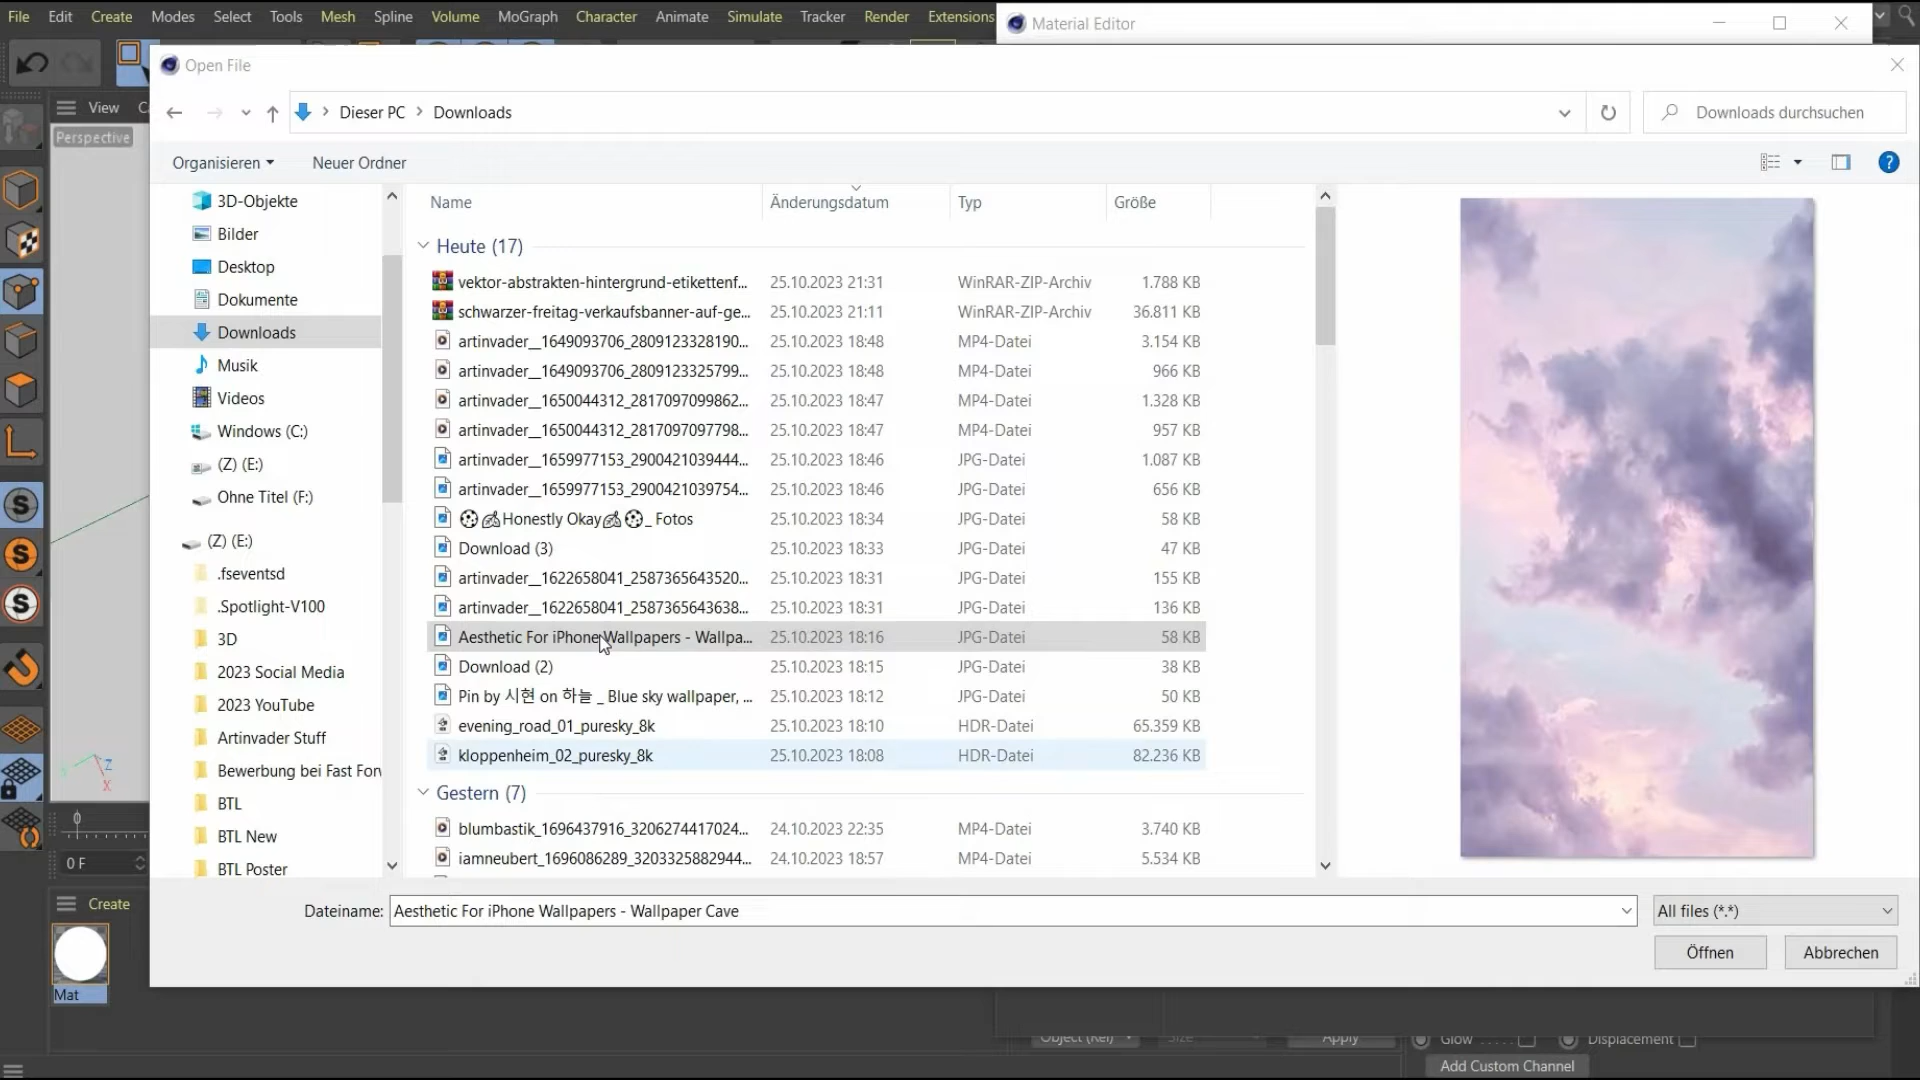 File Edit Create Modes Select Tools Mesh Spline Volume MoGraph Character Animate Simulate Tracker Render Extensions
Material Editor
Open File
View
Perspective
Dieser PC > Downloads
Downloads durchsuchen
Organisieren Neuer Ordner
3D-Objekte
Bilder
Desktop
Dokumente
Downloads
Musik
Videos
Windows (C:)
(Z) (E:)
Ohne Titel (F:)
(Z) (E:)
.fseventsd
.Spotlight-V100
3D
2023 Social Media
2023 YouTube
Artinvader Stuff
Bewerbung bei Fast Forv
BTL
BTL New
BTL Poster
Name Änderungsdatum Typ Größe
Heute (17)
vektor-abstrakten-hintergrund-etikettenf... 25.10.2023 21:31 WinRAR-ZIP-Archiv 1.788 KB
schwarzer-freitag-verkaufsbanner-auf-ge... 25.10.2023 21:11 WinRAR-ZIP-Archiv 36.811 KB
artinvader__1649093706_2809123328190... 25.10.2023 18:48 MP4-Datei 3.154 KB
artinvader__1649093706_2809123325799... 25.10.2023 18:48 MP4-Datei 966 KB
artinvader__1650044312_2817097099862... 25.10.2023 18:47 MP4-Datei 1.328 KB
artinvader__1650044312_2817097097798... 25.10.2023 18:47 MP4-Datei 957 KB
artinvader__1659977153_2900421039444... 25.10.2023 18:46 JPG-Datei 1.087 KB
artinvader__1659977153_2900421039754... 25.10.2023 18:46 JPG-Datei 656 KB
Honestly Okay _ Fotos 25.10.2023 18:34 JPG-Datei 58 KB
Download (3) 25.10.2023 18:33 JPG-Datei 47 KB
artinvader__1622658041_2587365643520... 25.10.2023 18:31 JPG-Datei 155 KB
artinvader__1622658041_2587365643638... 25.10.2023 18:31 JPG-Datei 136 KB
Aesthetic For iPhone Wallpapers - Wallpa... 25.10.2023 18:16 JPG-Datei 58 KB
Download (2) 25.10.2023 18:15 JPG-Datei 38 KB
Pin by 시현 on 하늘 _ Blue sky wallpaper, ... 25.10.2023 18:12 JPG-Datei 50 KB
evening_road_01_puresky_8k 25.10.2023 18:10 HDR-Datei 65.359 KB
kloppenheim_02_puresky_8k 25.10.2023 18:08 HDR-Datei 82.236 KB
Gestern (7)
blumbastik_1696437916_3206274417024... 24.10.2023 22:35 MP4-Datei 3.740 KB
iamneubert_1696086289_3203325882944... 24.10.2023 18:57 MP4-Datei 5.534 KB
Dateiname: Aesthetic For iPhone Wallpapers - Wallpaper Cave All files (*.*)
Öffnen Abbrechen
0
0 F
Create
Mat
Z
Y
X
Object (Rel) Size Apply Glow Displacement
Add Custom Channel